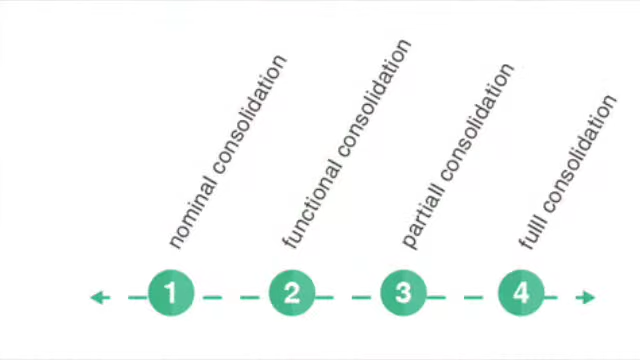 nominal consolidation
functional consolidation
partiall consolidation
fulll consolidation
1
2
3
4